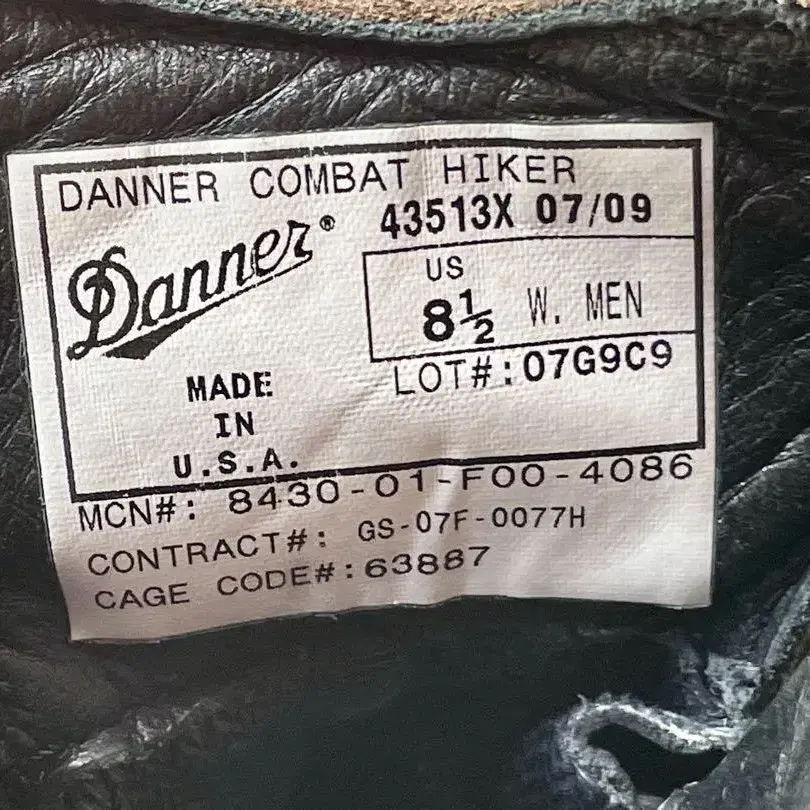 DANNER COMBAT HIKER
Danner® 43513X 07/09
US
8½ W. MEN
LOT#:07G9C9
MADE
IN
U.S.A.
MCN#: 8430-01-F00-4086
CONTRACT#: GS-07F-0077H
CAGE CODE#:63887